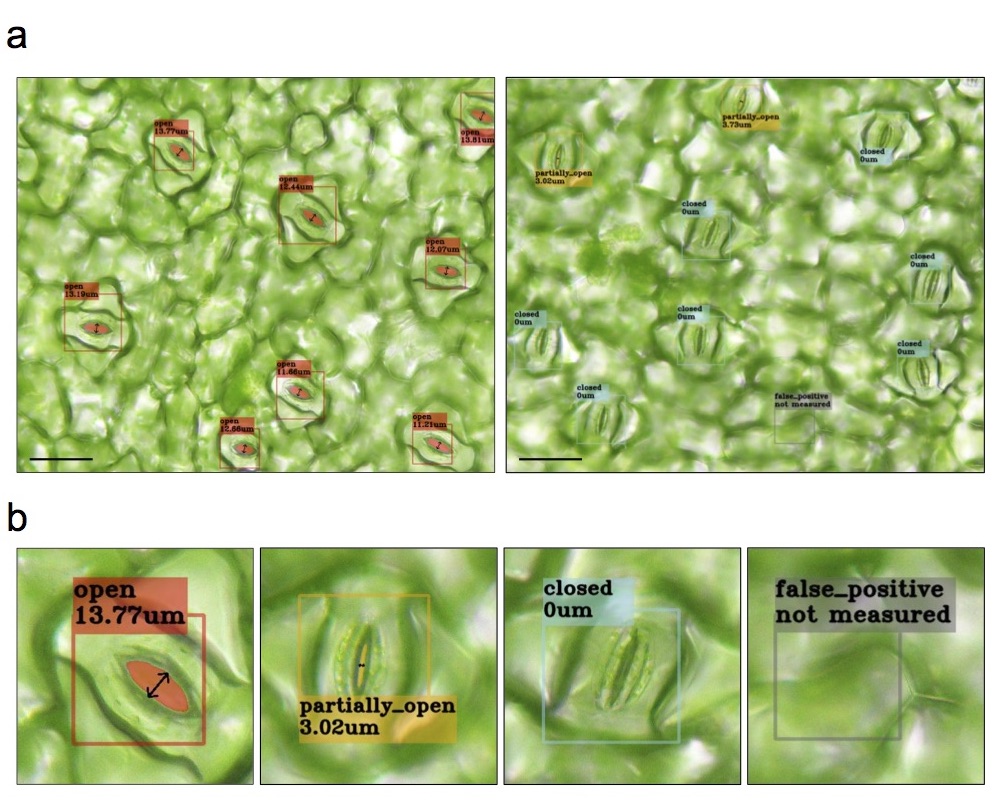 a
open
13.77um
open
13.81um
open
12.44um
open
12.07um
open
13.19um
open
11.66um
open
12.68um
open
11.21um
partially_open
3.73um
closed
0um
partially_open
3.02um
closed
0um
closed
0um
closed
0um
closed
0um
closed
0um
closed
0um
false_positive
not measured
b
open
13.77um
partially_open
3.02um
closed
0um
false_positive
not measured